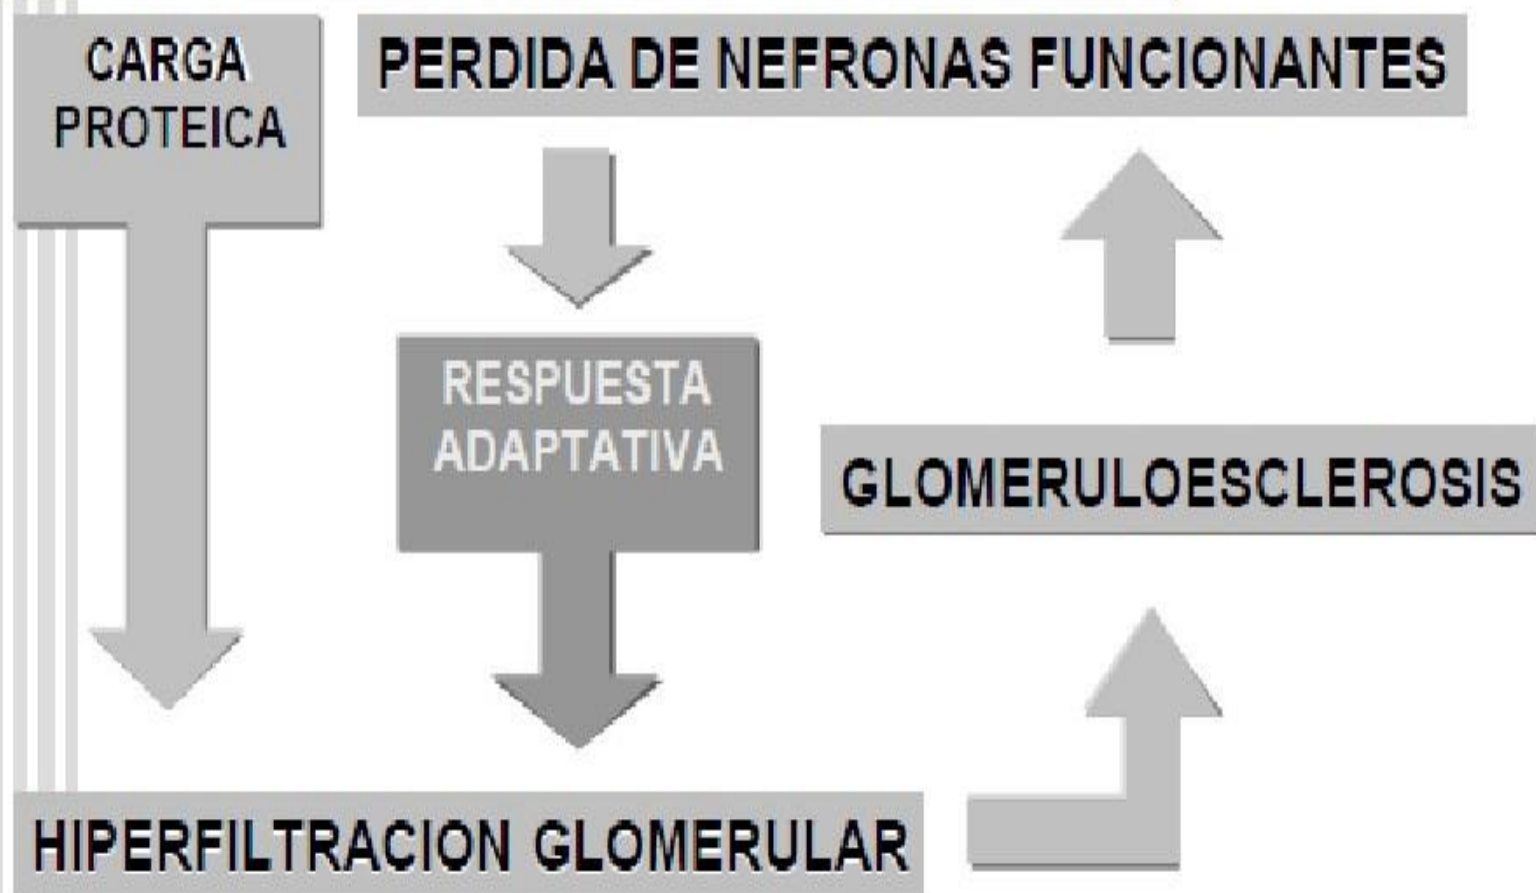 CARGA
PROTEICA
PERDIDA DE NEFRONAS FUNCIONANTES
RESPUESTA
ADAPTATIVA
GLOMERULOESCLEROSIS
HIPERFILTRACION GLOMERULAR